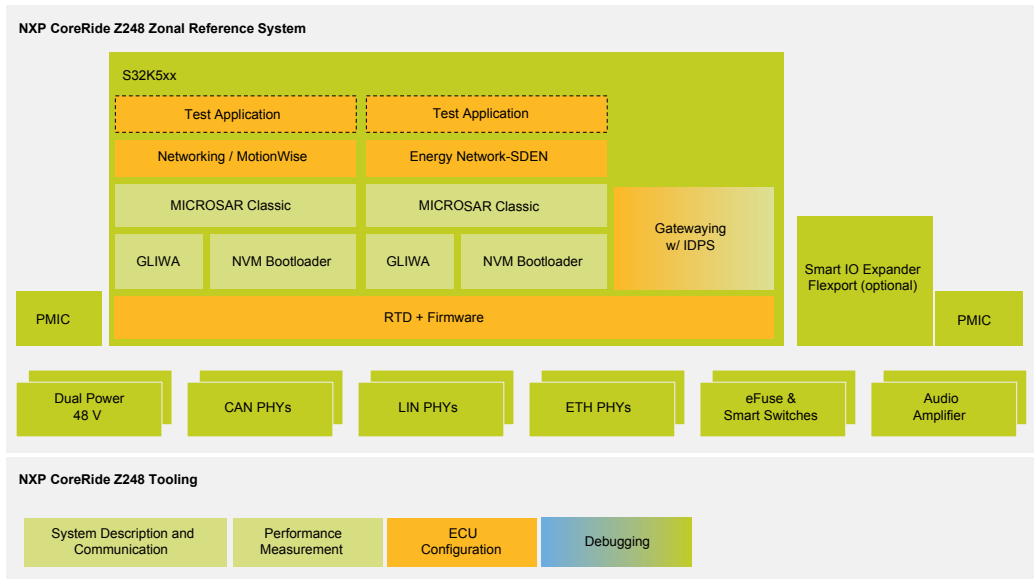 NXP CoreRide Z248 Zonal Reference System
S32K5xx
Test Application
Test Application
Networking / MotionWise
Energy Network-SDEN
MICROSAR Classic
MICROSAR Classic
Gatewaying
w/ IDPS
GLIWA
NVM Bootloader
GLIWA
NVM Bootloader
Smart IO Expander
Flexport (optional)
PMIC
RTD + Firmware
PMIC
Dual Power
48 V
CAN PHYs
LIN PHYs
ETH PHYs
eFuse &
Smart Switches
Audio
Amplifier
NXP CoreRide Z248 Tooling
System Description and
Communication
Performance
Measurement
ECU
Configuration
Debugging